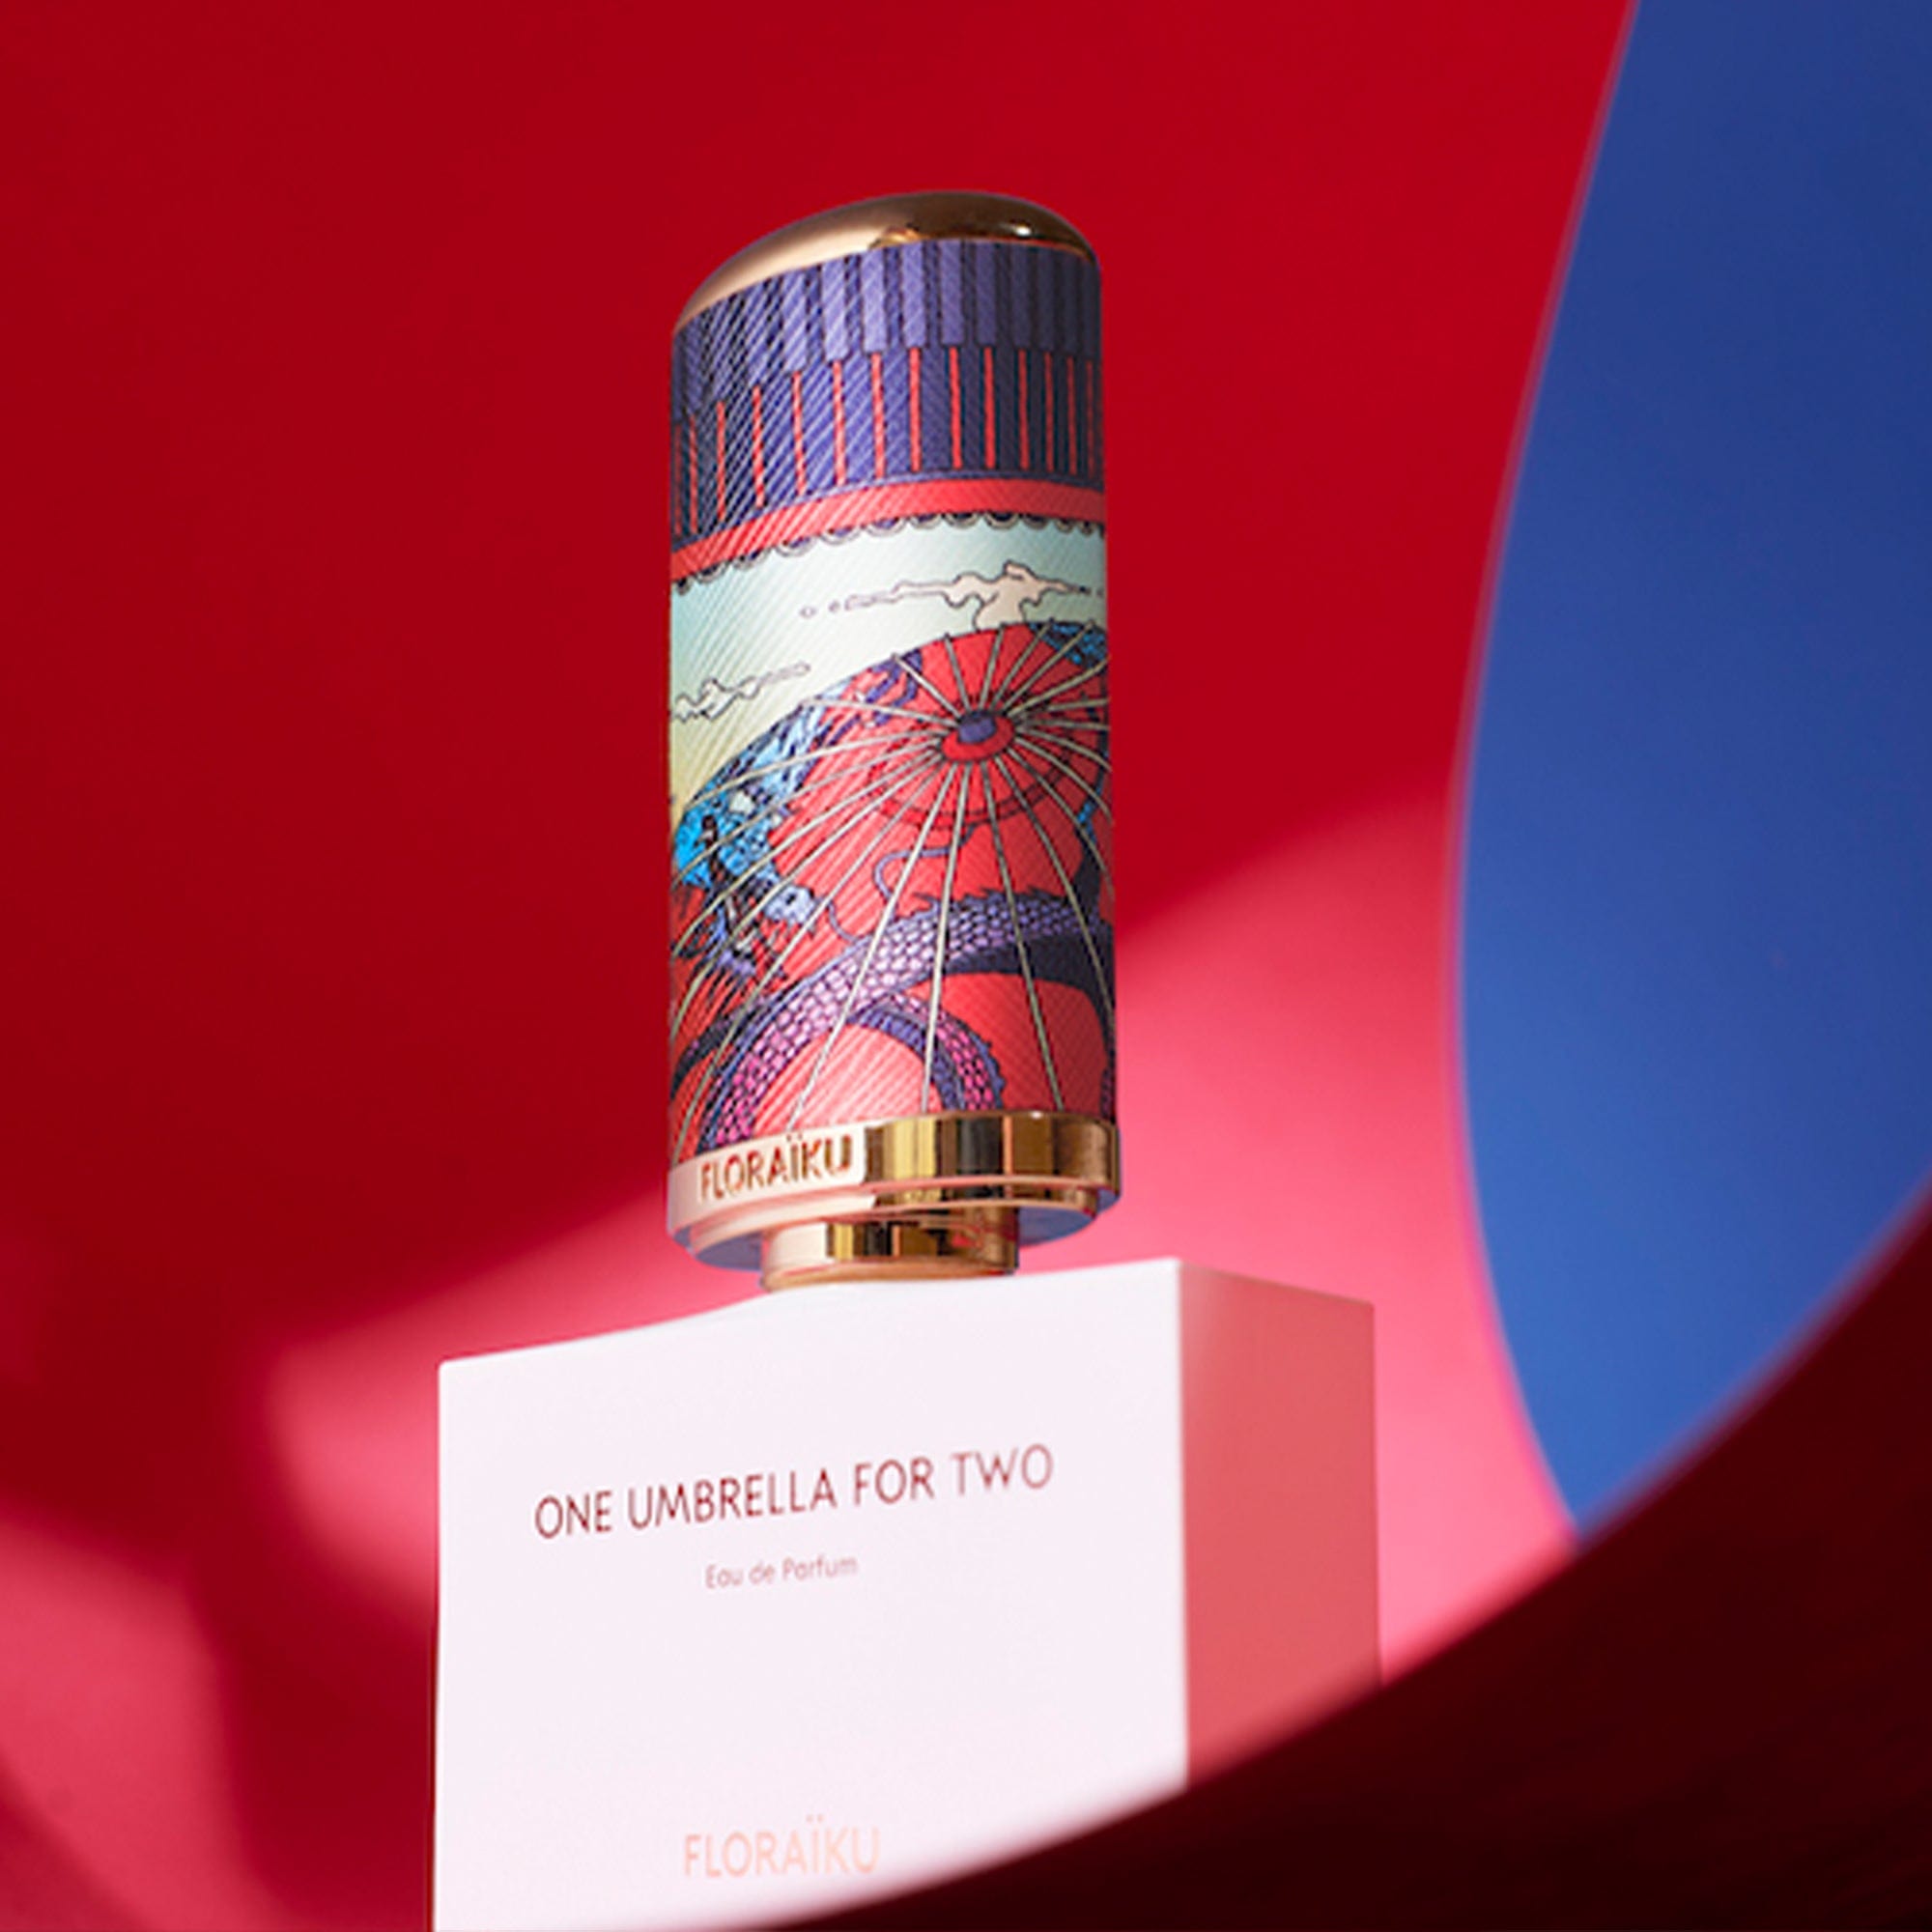 FLORAÏKU
ONE UMBRELLA FOR TWO
Eau de Parfum
FLORAÏKU